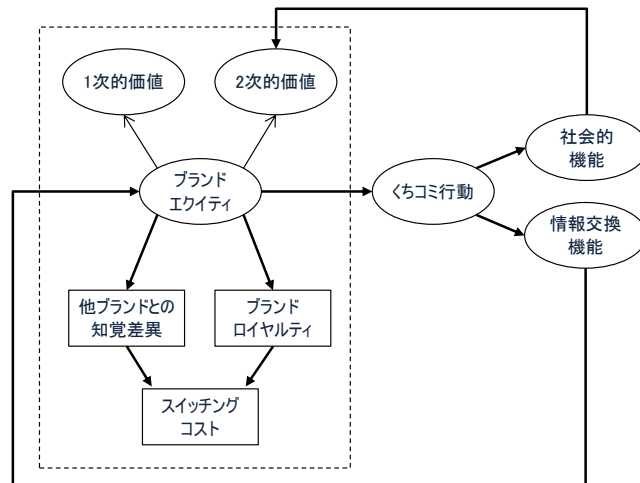 1次的価値
2次的価値
社会的
機能
ブランド
エクイティ
くちコミ行動
情報交換
機能
他ブランドとの
知覚差異
ブランド
ロイヤルティ
スイッチング
コスト